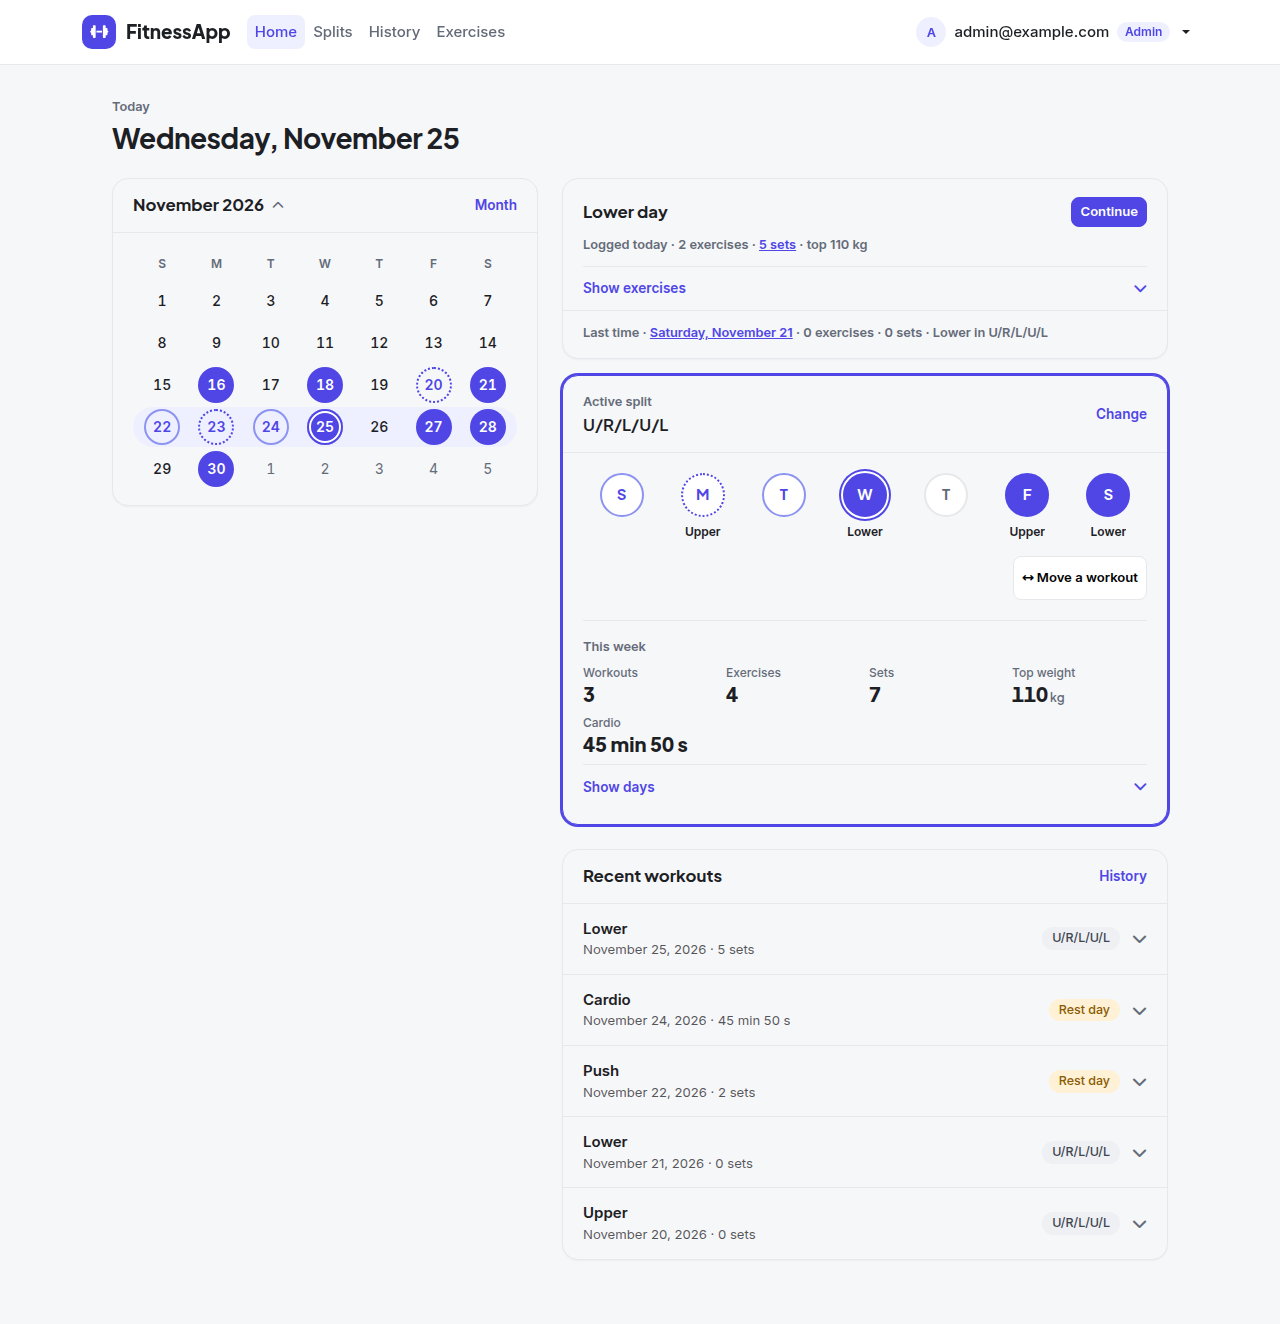 FitnessApp Home Splits History Exercises A admin@example.com Admin
Today
Wednesday, November 25
November 2026 Month
S M T W T F S
1 2 3 4 5 6 7
8 9 10 11 12 13 14
15 16 17 18 19 20 21
22 23 24 25 26 27 28
29 30 1 2 3 4 5
Lower day Continue
Logged today · 2 exercises · 5 sets · top 110 kg
Show exercises
Last time · Saturday, November 21 · 0 exercises · 0 sets · Lower in U/R/L/U/L
Active split
U/R/L/U/L
Change
S M T W T F S
Upper Lower Upper Lower
↔ Move a workout
This week
Workouts Exercises Sets Top weight
3 4 7 110 kg
Cardio
45 min 50 s
Show days
Recent workouts History
Lower
November 25, 2026 · 5 sets
U/R/L/U/L
Cardio
November 24, 2026 · 45 min 50 s
Rest day
Push
November 22, 2026 · 2 sets
Rest day
Lower
November 21, 2026 · 0 sets
U/R/L/U/L
Upper
November 20, 2026 · 0 sets
U/R/L/U/L